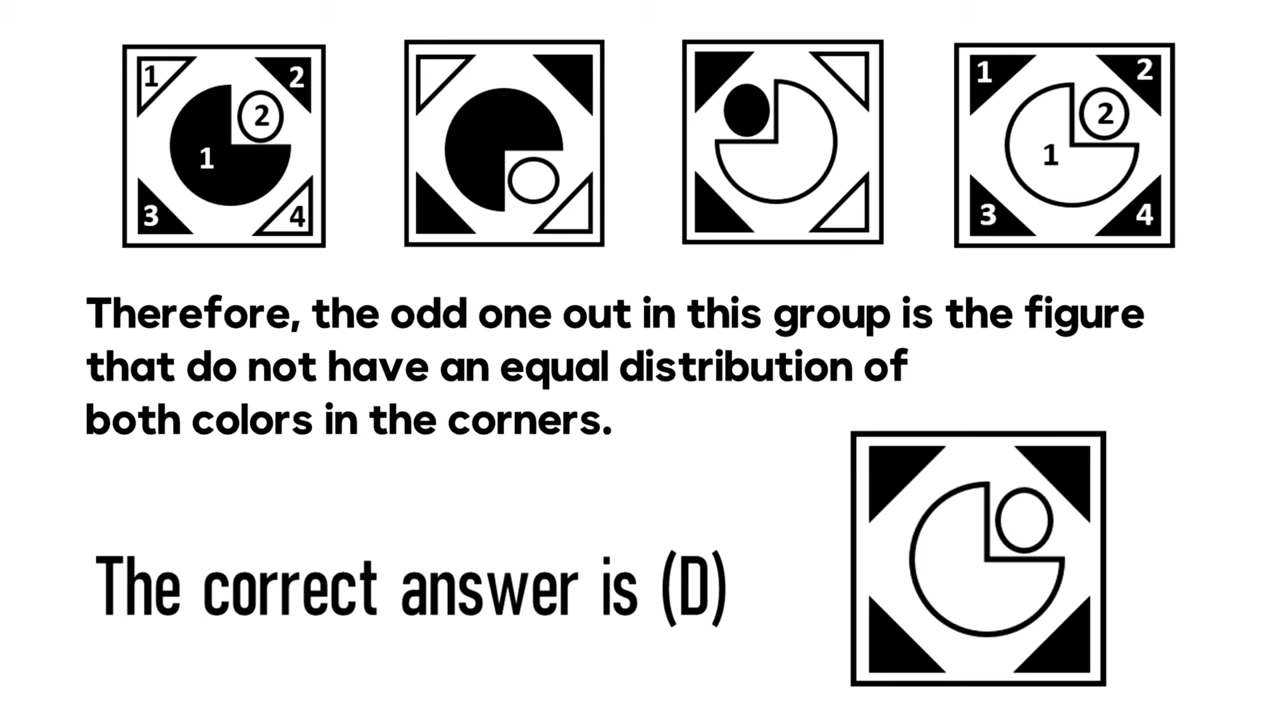 1 2 2 1 3 4
1 2 2 1 3 4
Therefore, the odd one out in this group is the figure
that do not have an equal distribution of
both colors in the corners.
The correct answer is (D)